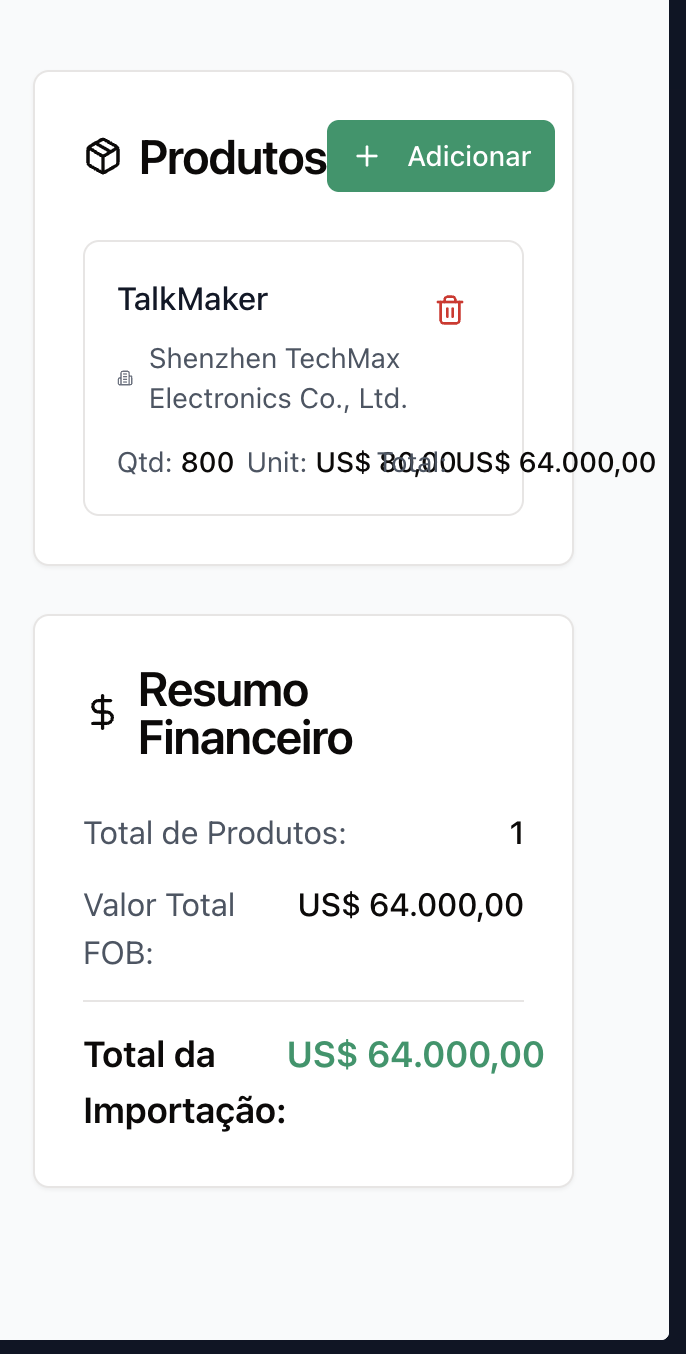 Produtos
Adicionar
TalkMaker
Shenzhen TechMax
Electronics Co., Ltd.
Qtd: 800 Unit: US$ 80,00 Total: US$ 64.000,00
Resumo
Financeiro
Total de Produtos: 1
Valor Total US$ 64.000,00
FOB:
Total da US$ 64.000,00
Importação: